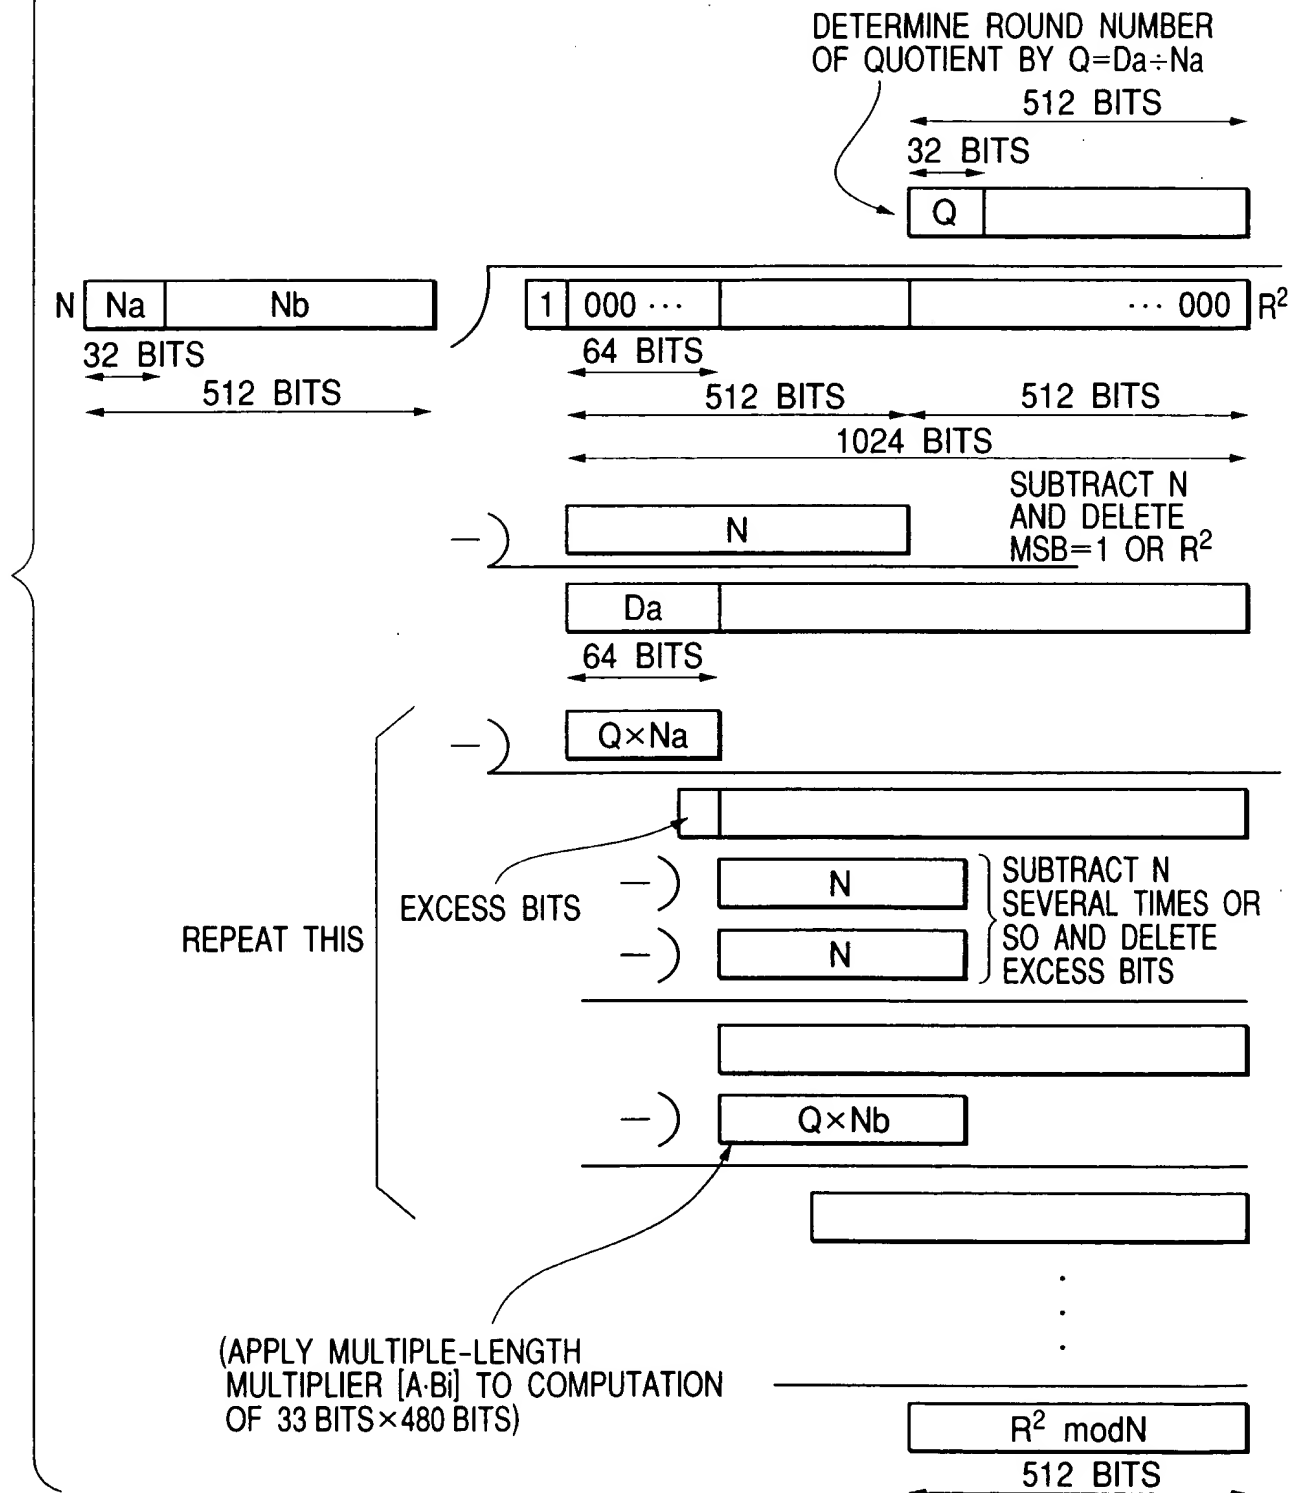 DETERMINE ROUND NUMBER
OF QUOTIENT BY Q=Da÷Na
512 BITS
32 BITS
Q
N Na Nb
1 000 ··· ··· 000 R²
32 BITS
64 BITS
512 BITS
512 BITS 512 BITS
1024 BITS
SUBTRACT N
AND DELETE
MSB=1 OR R²
— ) N
Da
64 BITS
— ) Q×Na
EXCESS BITS
REPEAT THIS
— ) N
— ) N
SUBTRACT N
SEVERAL TIMES OR
SO AND DELETE
EXCESS BITS
— ) Q×Nb
(APPLY MULTIPLE-LENGTH
MULTIPLIER [A·Bi] TO COMPUTATION
OF 33 BITS×480 BITS)
R² modN
512 BITS